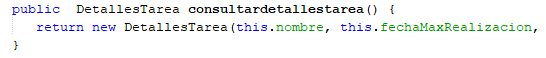 public  DetallesTarea consultardetallestarea() {
    return new DetallesTarea(this.nombre, this.fechaMaxRealizacion,
}